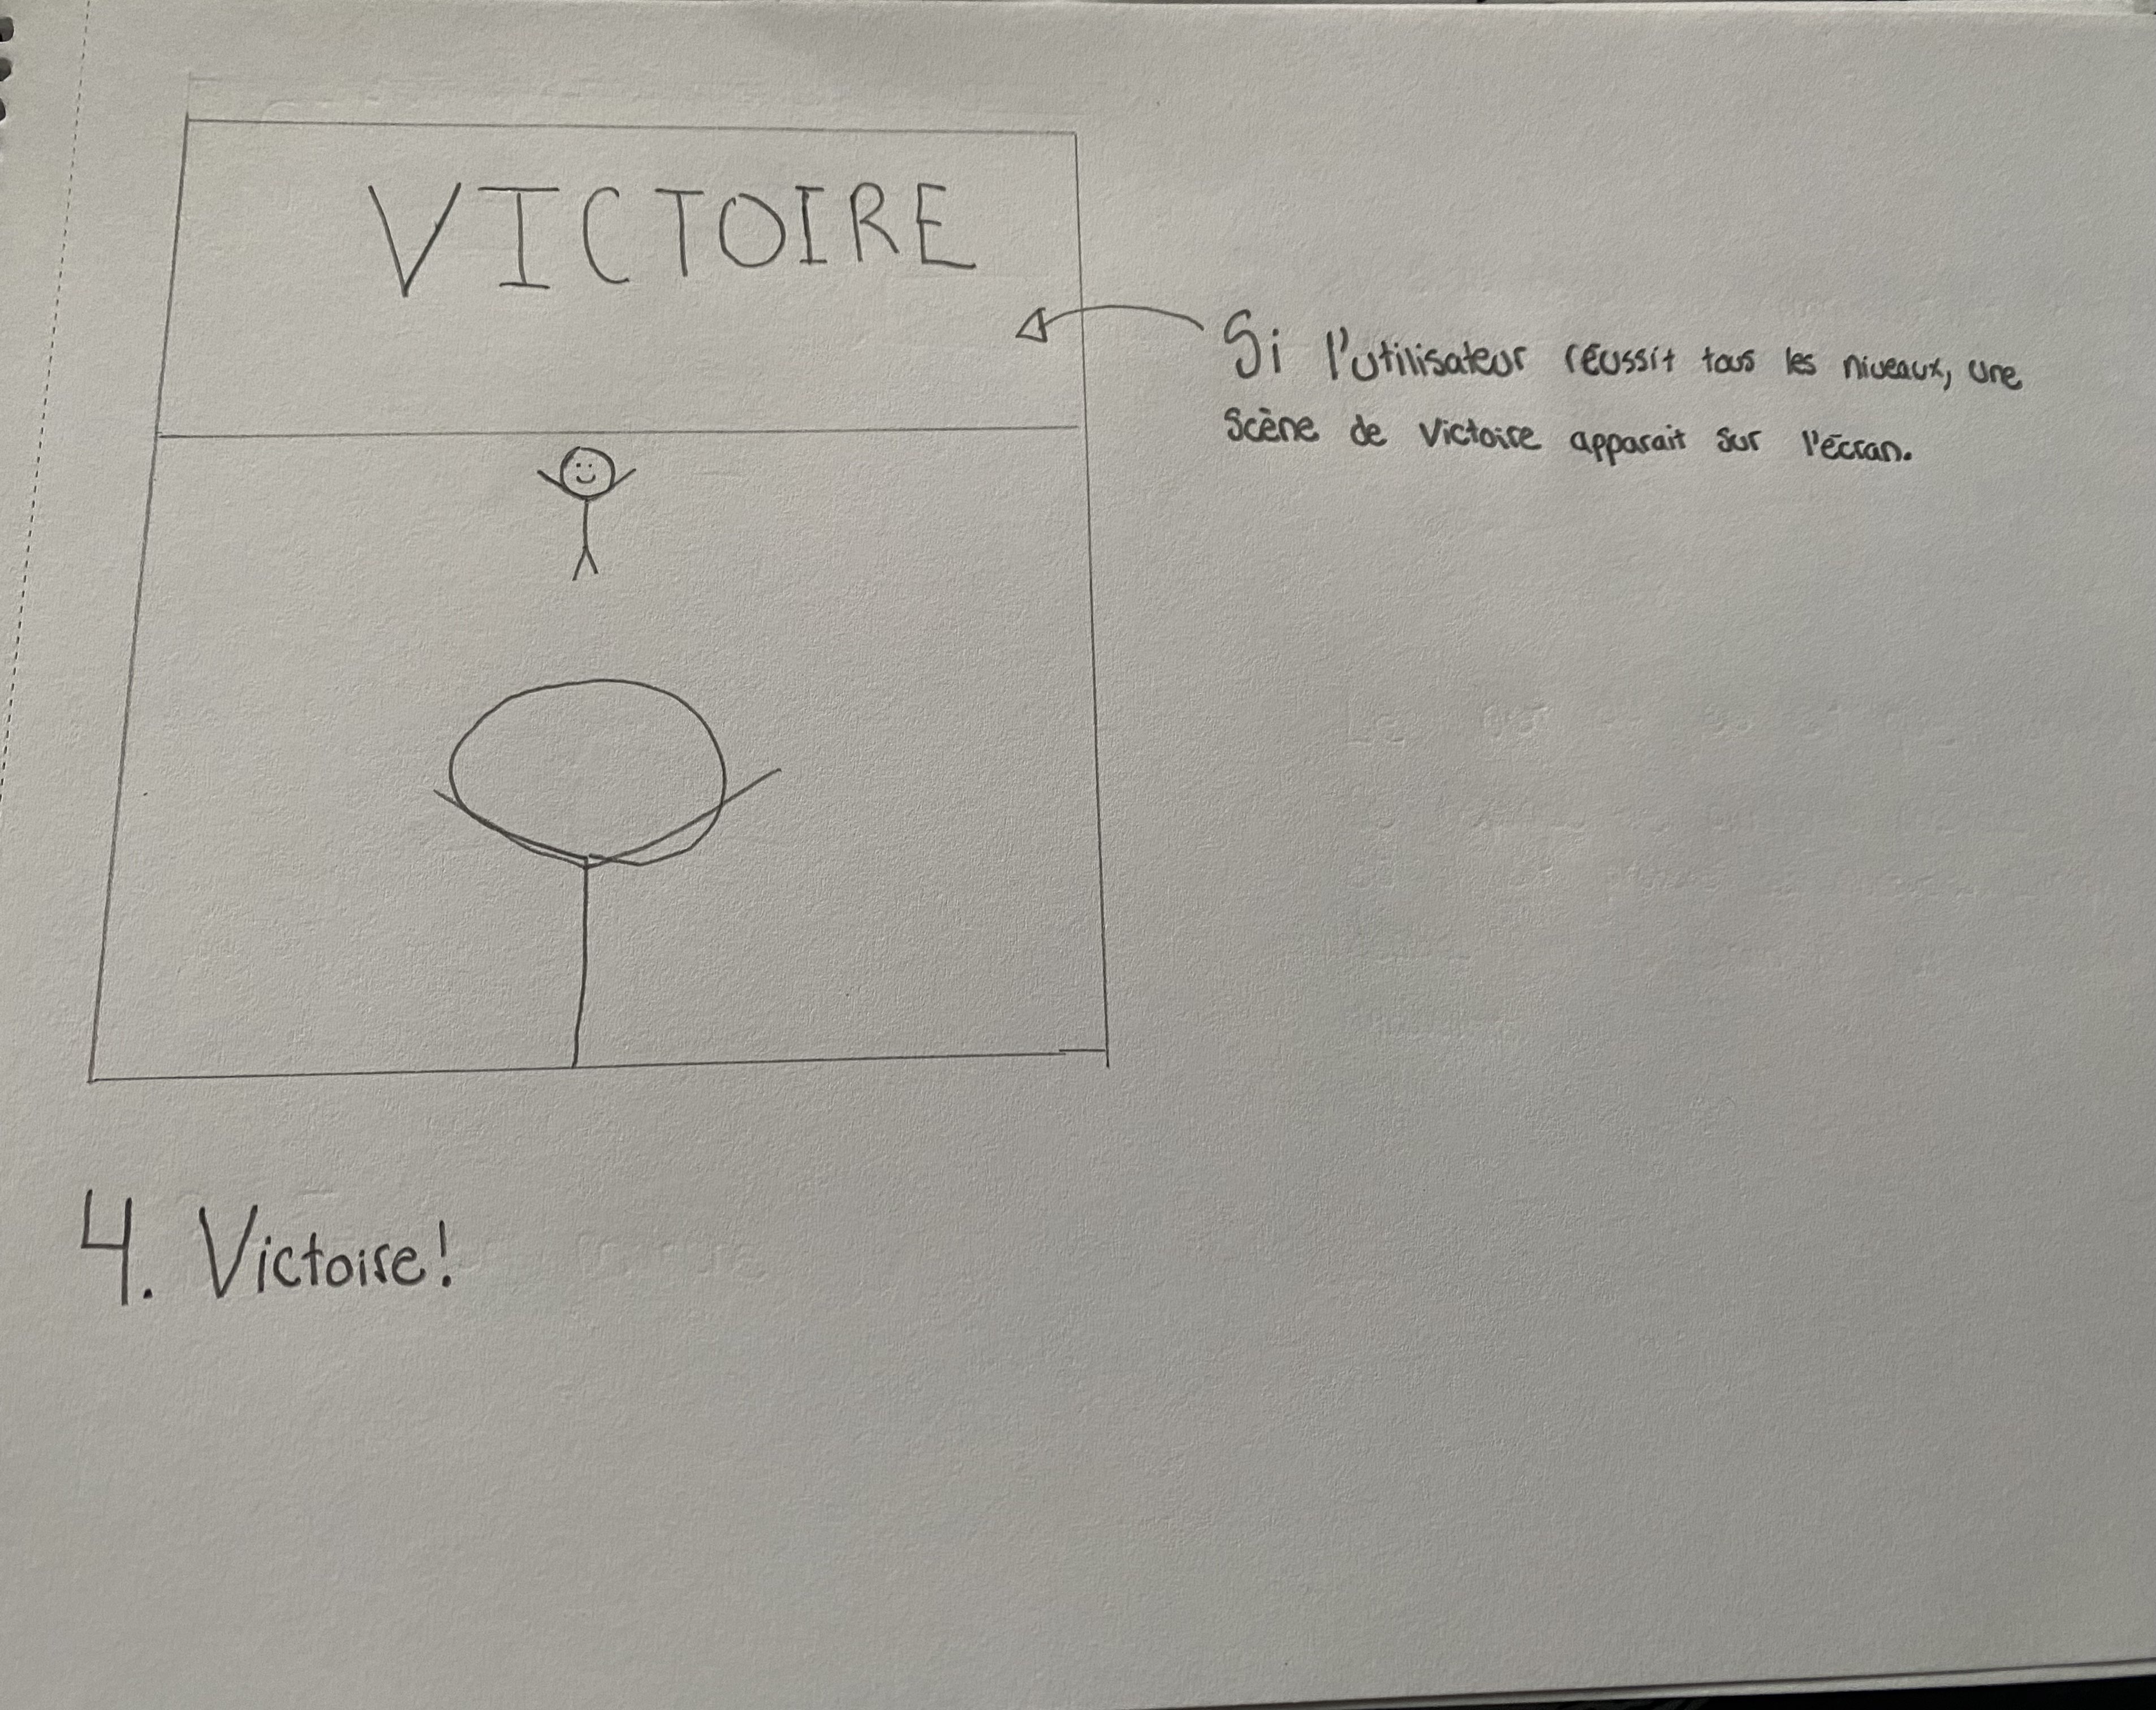 VICTOIRE
Si l'utilisateur réussit tous les niveaux, une
scène de victoire apparait sur l'écran.
4. Victoire!